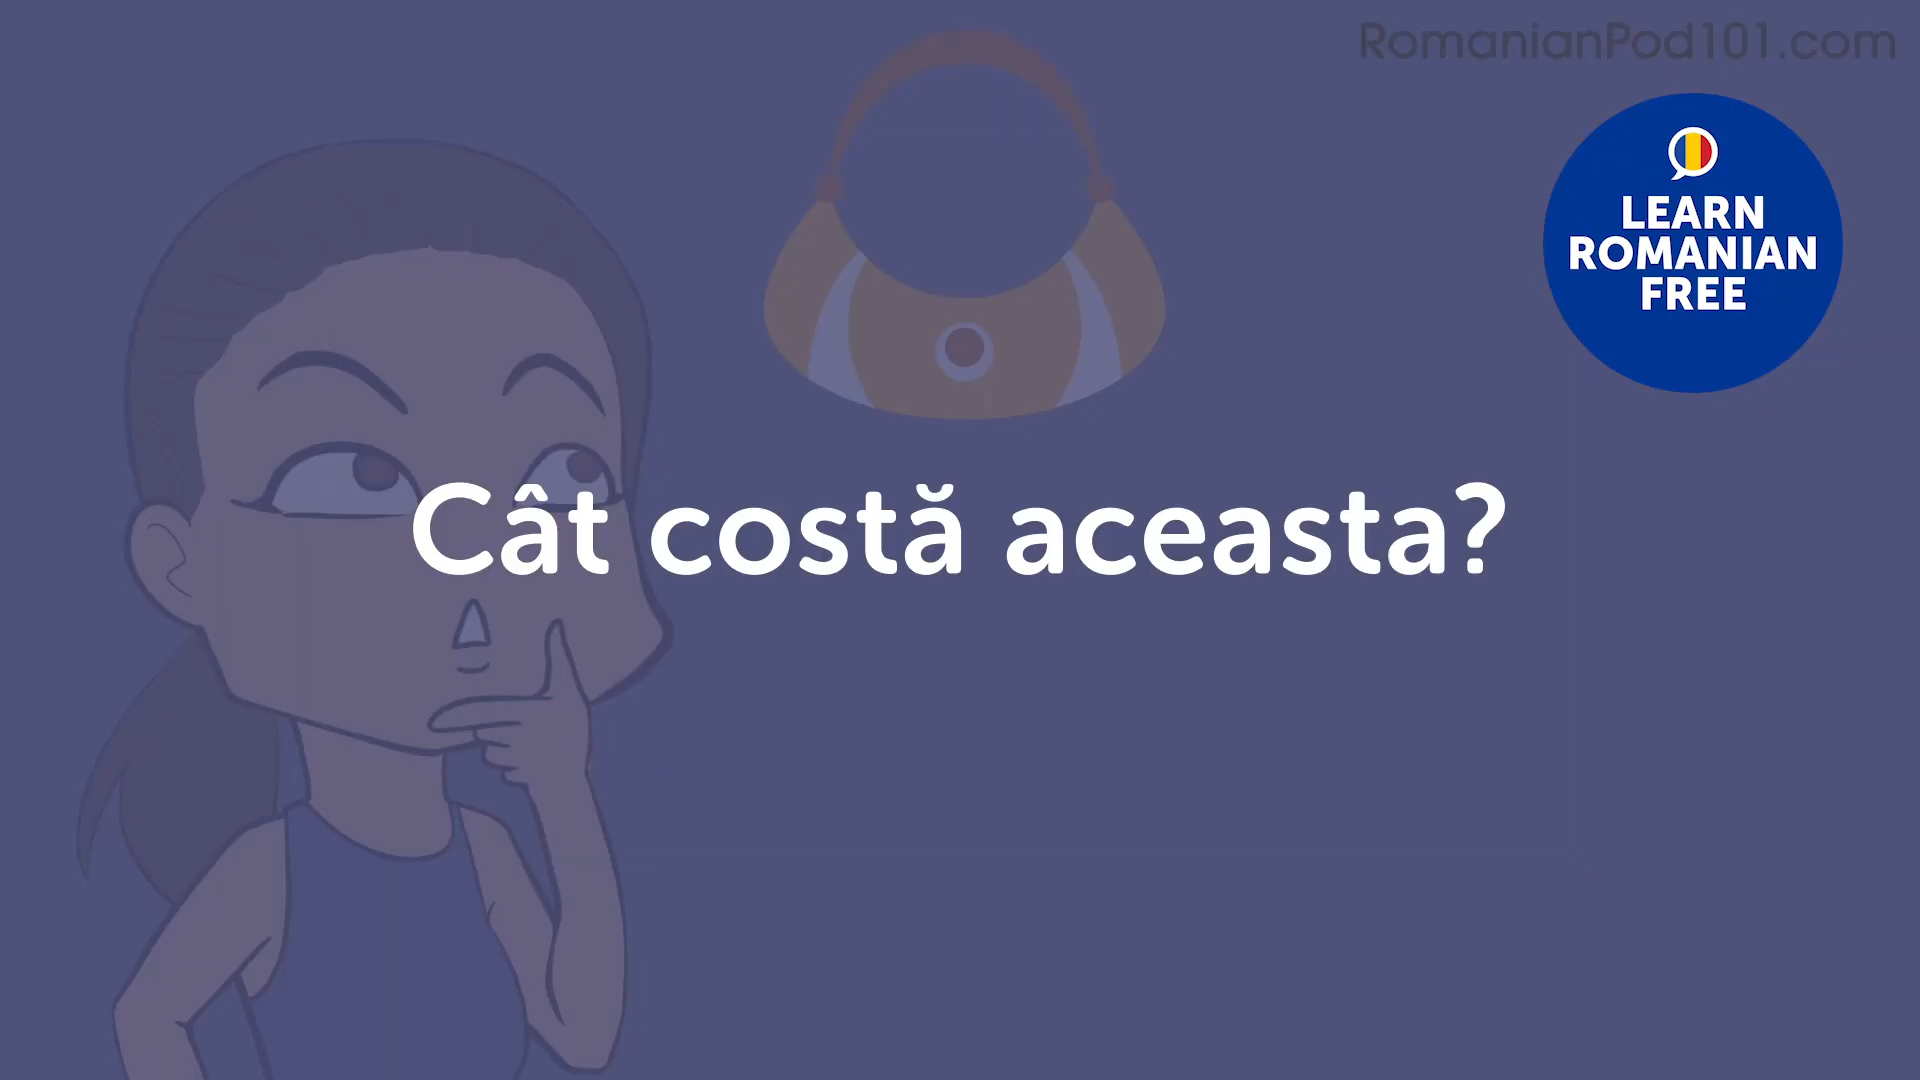 RomanianPod101.com
LEARN
ROMANIAN
FREE
Cât costă aceasta?